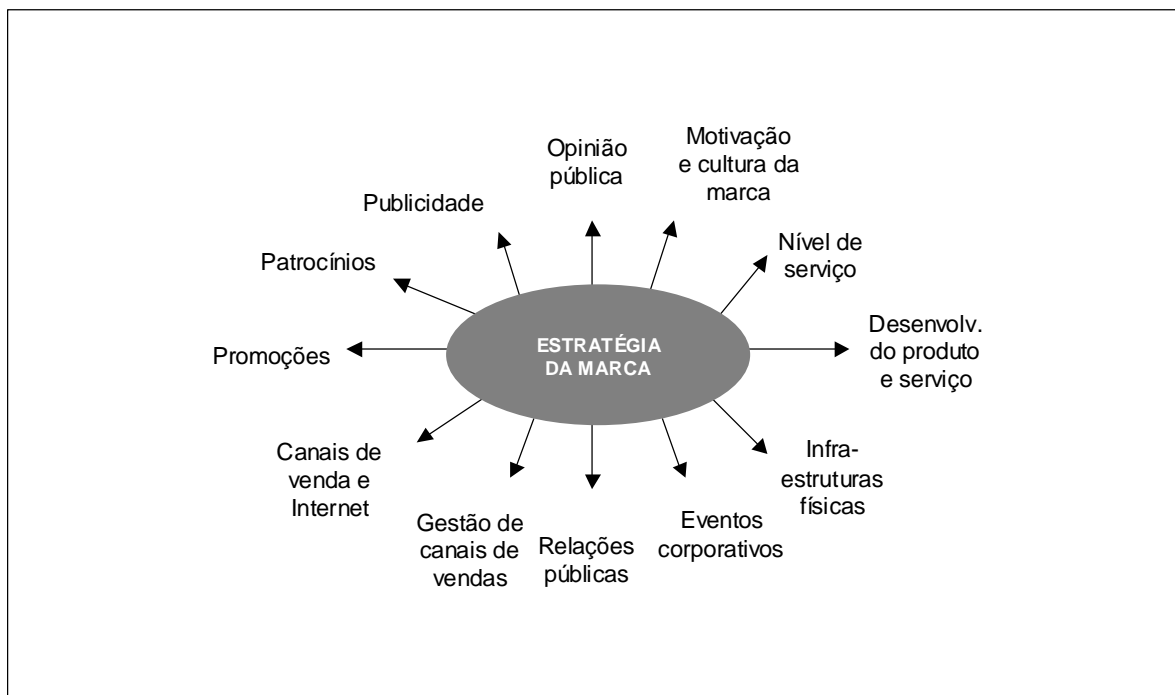 Opinião
pública
Motivação
e cultura da
marca
Publicidade
Nível de
serviço
Patrocínios
Desenvolv.
do produto
e serviço
ESTRATÉGIA
DA MARCA
Promoções
Canais de
venda e
Internet
Infra-
estruturas
físicas
Gestão de
canais de
vendas
Relações
públicas
Eventos
corporativos